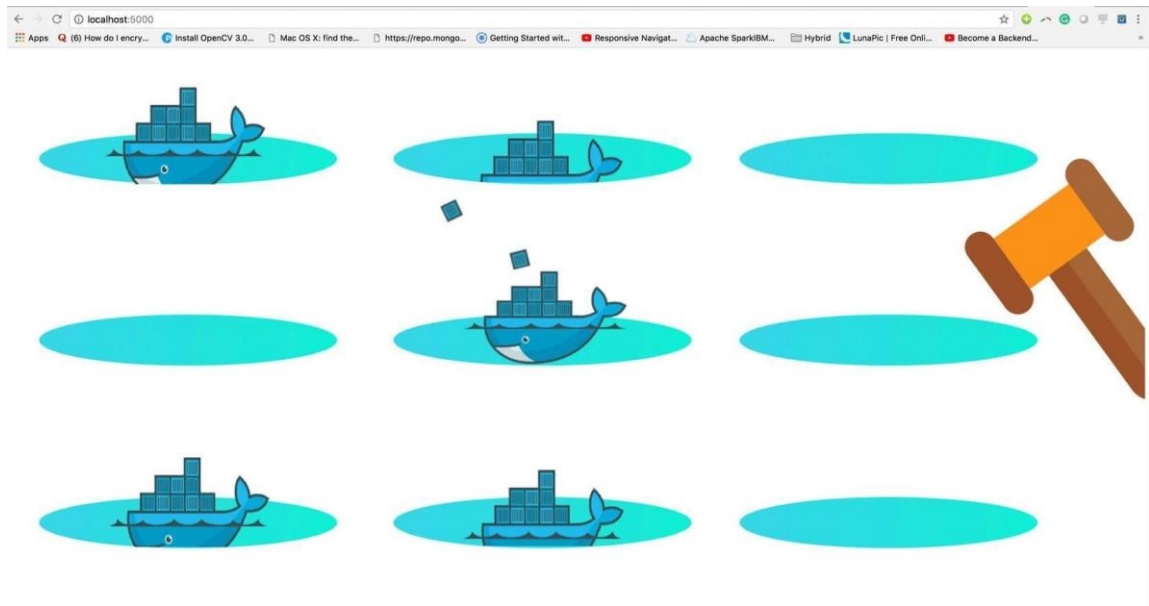 localhost:5000
Apps (6) How do I encry... Install OpenCV 3.0... Mac OS X: find the... https://repo.mongo... Getting Started wit... Responsive Navigat... Apache SparkIBM... Hybrid LunaPic | Free Onli... Become a Backend... »